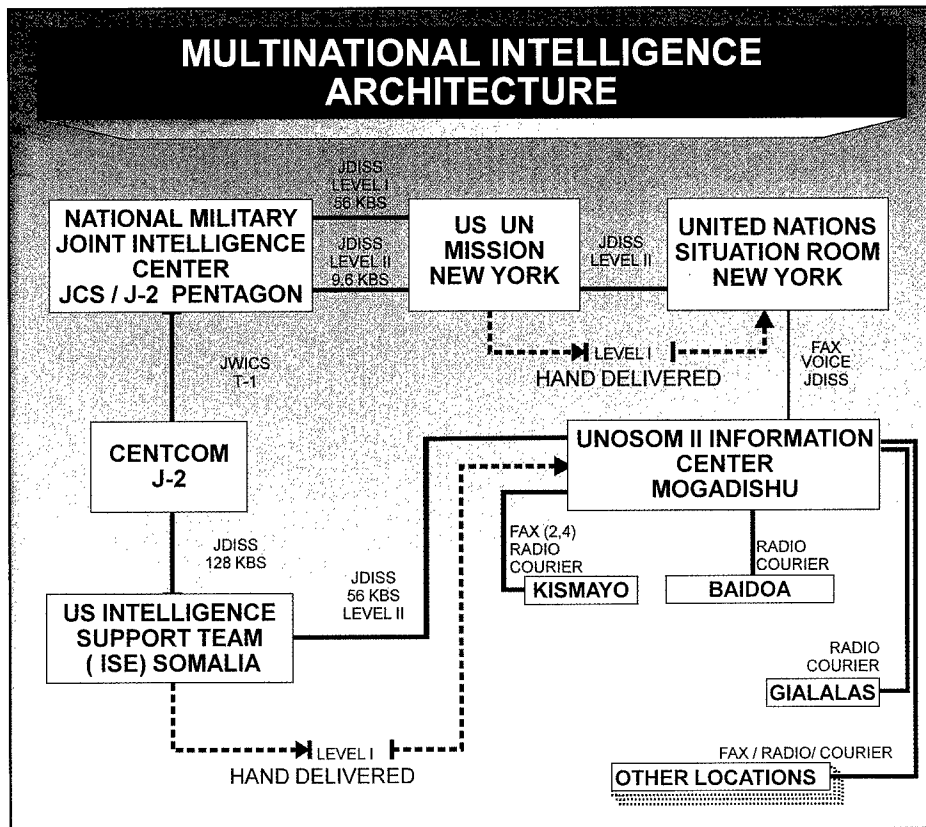 MULTINATIONAL INTELLIGENCE
ARCHITECTURE
JDISS
LEVEL I
56 KBS
NATIONAL MILITARY
JOINT INTELLIGENCE
CENTER
JCS / J-2 PENTAGON
JDISS
LEVEL II
9.6 KBS
US UN
MISSION
NEW YORK
JDISS
LEVEL II
UNITED NATIONS
SITUATION ROOM
NEW YORK
LEVEL I
HAND DELIVERED
FAX
VOICE
JDISS
JWICS
T-1
CENTCOM
J-2
UNOSOM II INFORMATION
CENTER
MOGADISHU
JDISS
128 KBS
FAX (2,4)
RADIO
COURIER
KISMAYO
RADIO
COURIER
BAIDOA
US INTELLIGENCE
SUPPORT TEAM
( ISE) SOMALIA
JDISS
56 KBS
LEVEL II
RADIO
COURIER
GIALALAS
LEVEL I
HAND DELIVERED
FAX / RADIO/ COURIER
OTHER LOCATIONS